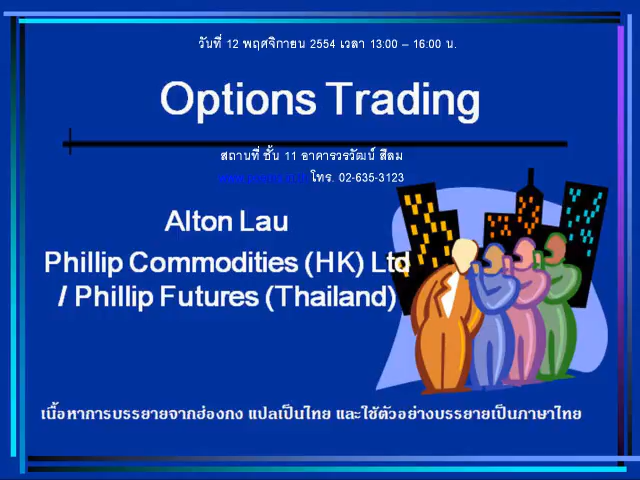 วันที่ 12 พฤศจิกายน 2554 เวลา 13:00 – 16:00 น.
Options Trading
สถานที่ ชั้น 11 อาคารวรวัฒน์ สีลม
โทร. 02-635-3123
Alton Lau
Phillip Commodities (HK) Ltd
/ Phillip Futures (Thailand)
เนื้อหาการบรรยายจากฮ่องกง แปลเป็นไทย และใช้ตัวอย่างบรรยายเป็นภาษาไทย